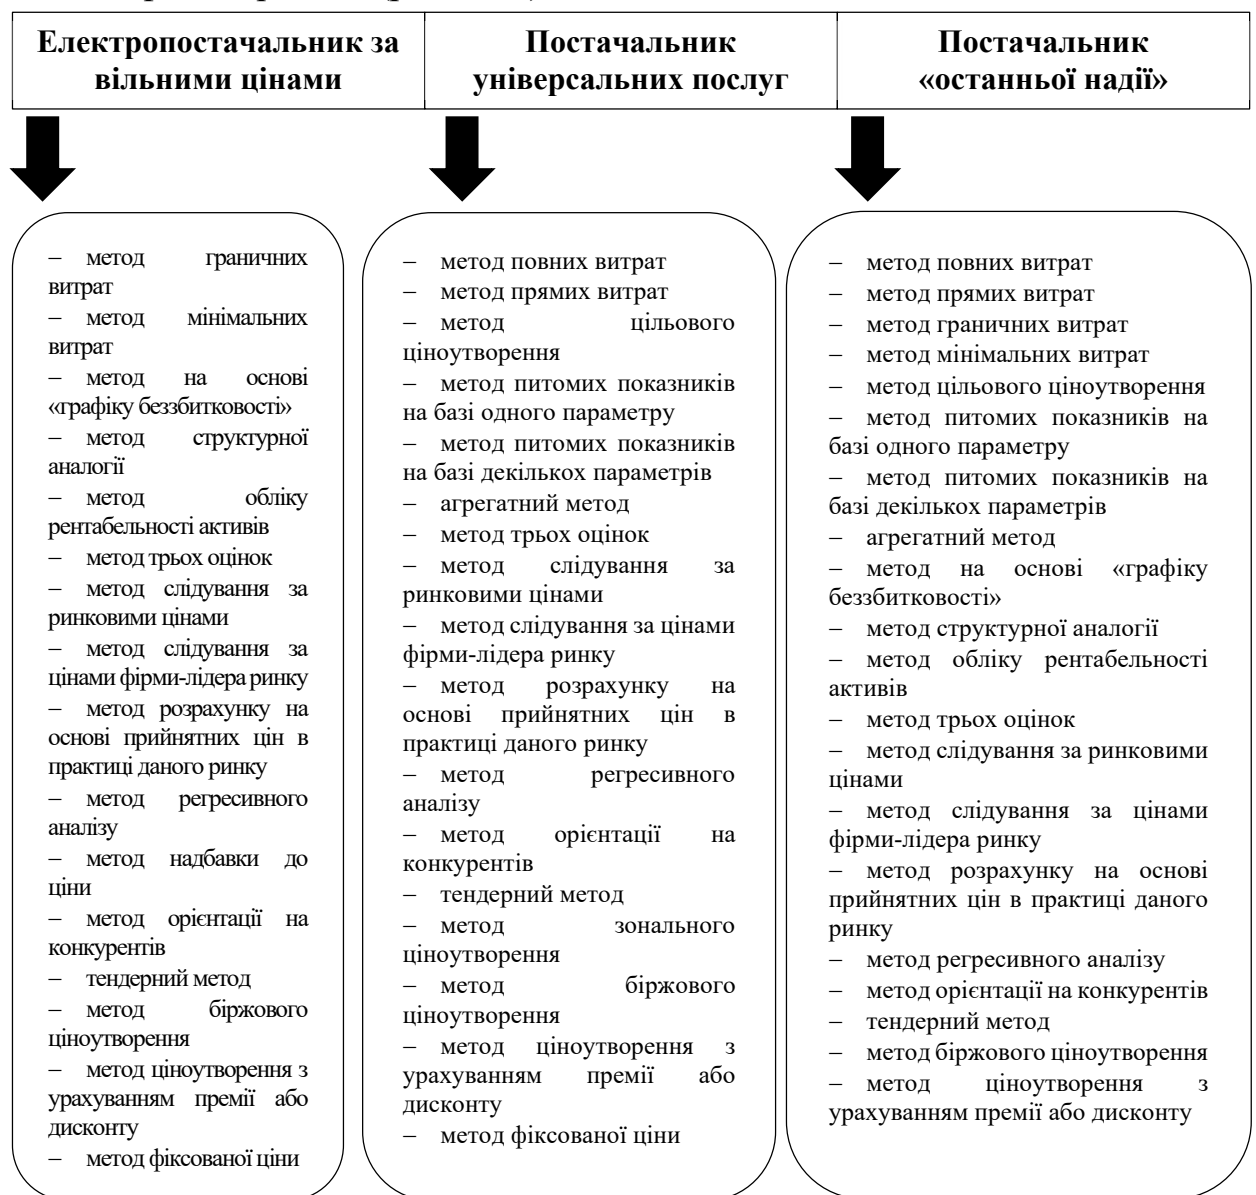 Електропостачальник за
вільними цінами
Постачальник
універсальних послуг
Постачальник
«останньої надії»
– метод граничних
витрат
– метод мінімальних
витрат
– метод на основі
«графіку беззбитковості»
– метод структурної
аналогії
– метод обліку
рентабельності активів
– метод трьох оцінок
– метод слідування за
ринковими цінами
– метод слідування за
цінами фірми-лідера ринку
– метод розрахунку на
основі прийнятних цін в
практиці даного ринку
– метод регресивного
аналізу
– метод надбавки до
ціни
– метод орієнтації на
конкурентів
– тендерний метод
– метод біржового
ціноутворення
– метод ціноутворення з
урахуванням премії або
дисконту
– метод фіксованої ціни
– метод повних витрат
– метод прямих витрат
– метод цільового
ціноутворення
– метод питомих показників
на базі одного параметру
– метод питомих показників
на базі декількох параметрів
– агрегатний метод
– метод трьох оцінок
– метод слідування за
ринковими цінами
– метод слідування за цінами
фірми-лідера ринку
– метод розрахунку на
основі прийнятних цін в
практиці даного ринку
– метод регресивного
аналізу
– метод орієнтації на
конкурентів
– тендерний метод
– метод зонального
ціноутворення
– метод біржового
ціноутворення
– метод ціноутворення з
урахуванням премії або
дисконту
– метод фіксованої ціни
– метод повних витрат
– метод прямих витрат
– метод граничних витрат
– метод мінімальних витрат
– метод цільового ціноутворення
– метод питомих показників на
базі одного параметру
– метод питомих показників на
базі декількох параметрів
– агрегатний метод
– метод на основі «графіку
беззбитковості»
– метод структурної аналогії
– метод обліку рентабельності
активів
– метод трьох оцінок
– метод слідування за ринковими
цінами
– метод слідування за цінами
фірми-лідера ринку
– метод розрахунку на основі
прийнятних цін в практиці даного
ринку
– метод регресивного аналізу
– метод орієнтації на конкурентів
– тендерний метод
– метод біржового ціноутворення
– метод ціноутворення з
урахуванням премії або дисконту